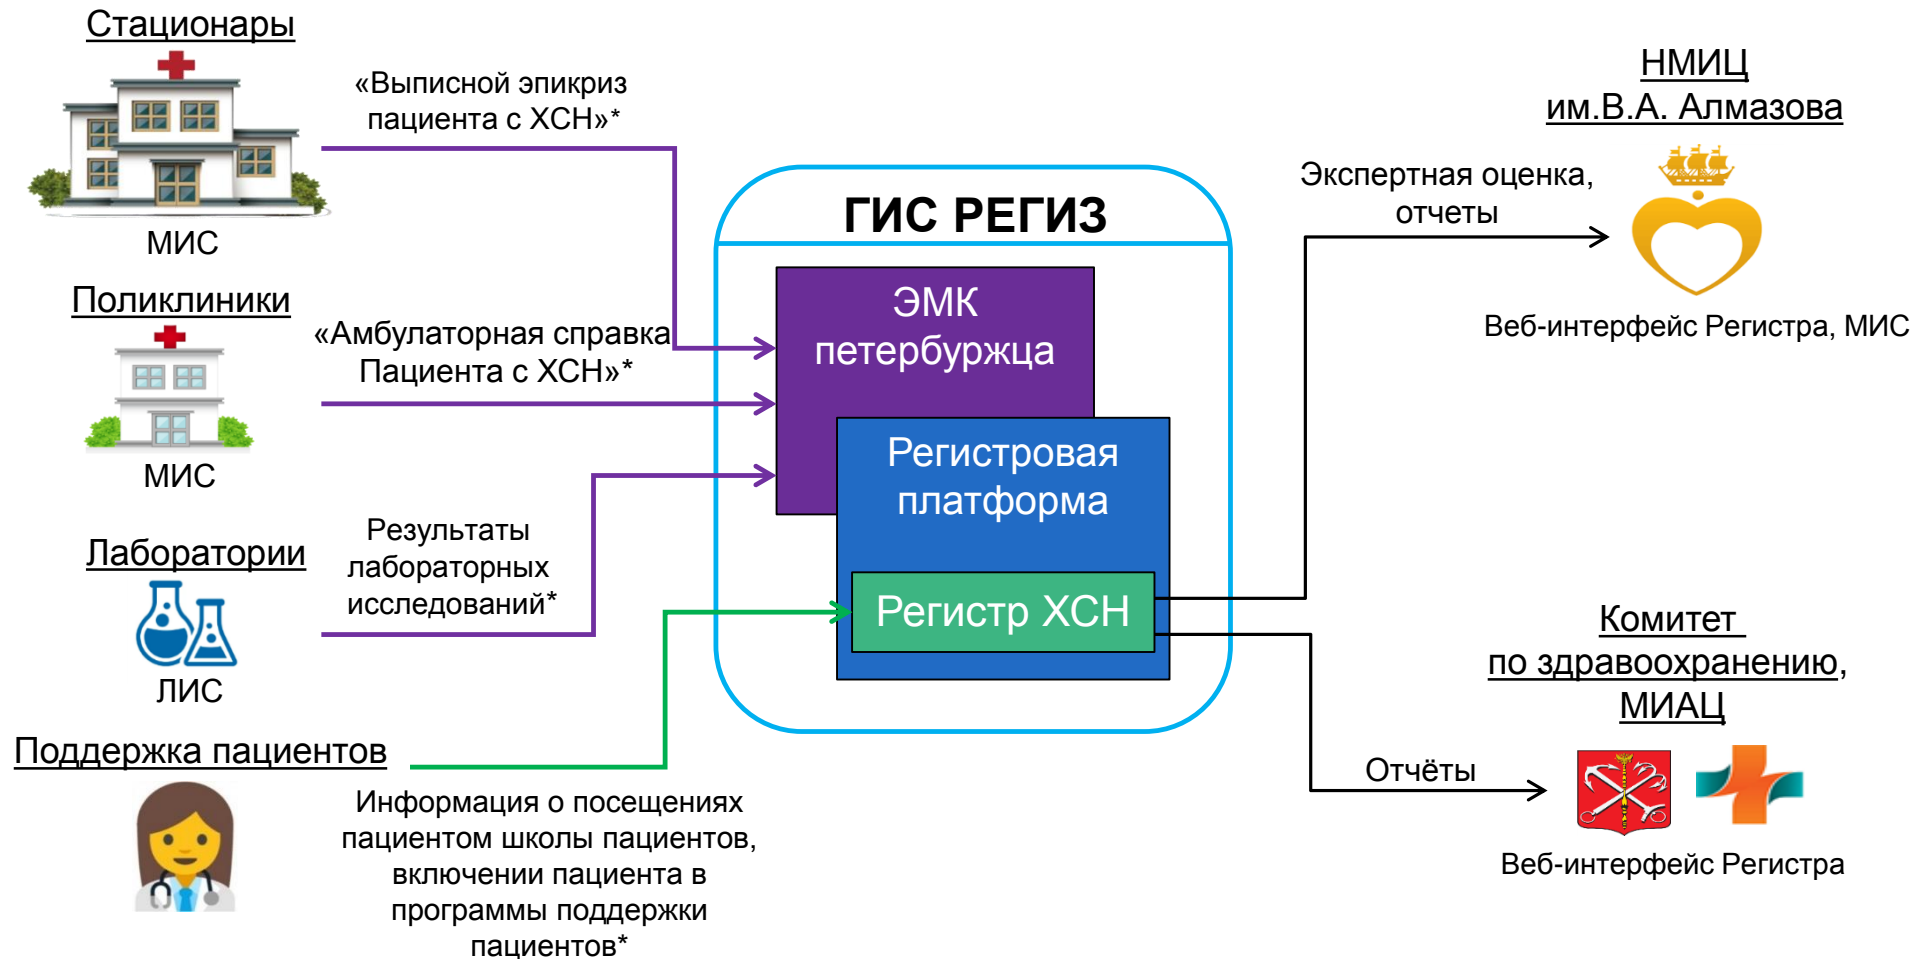 Стационары
«Выписной эпикриз
пациента с ХСН»*
МИС
Поликлиники
«Амбулаторная справка
Пациента с ХСН»*
МИС
Лаборатории
Результаты
лабораторных
исследований*
ЛИС
Поддержка пациентов
Информация о посещениях
пациентом школы пациентов,
включении пациента в
программы поддержки
пациентов*
ГИС РЕГИЗ
ЭМК
петербуржца
Регистровая
платформа
Регистр ХСН
НМИЦ
им.В.А. Алмазова
Экспертная оценка,
отчеты
Веб-интерфейс Регистра, МИС
Комитет
по здравоохранению,
МИАЦ
Отчёты
Веб-интерфейс Регистра